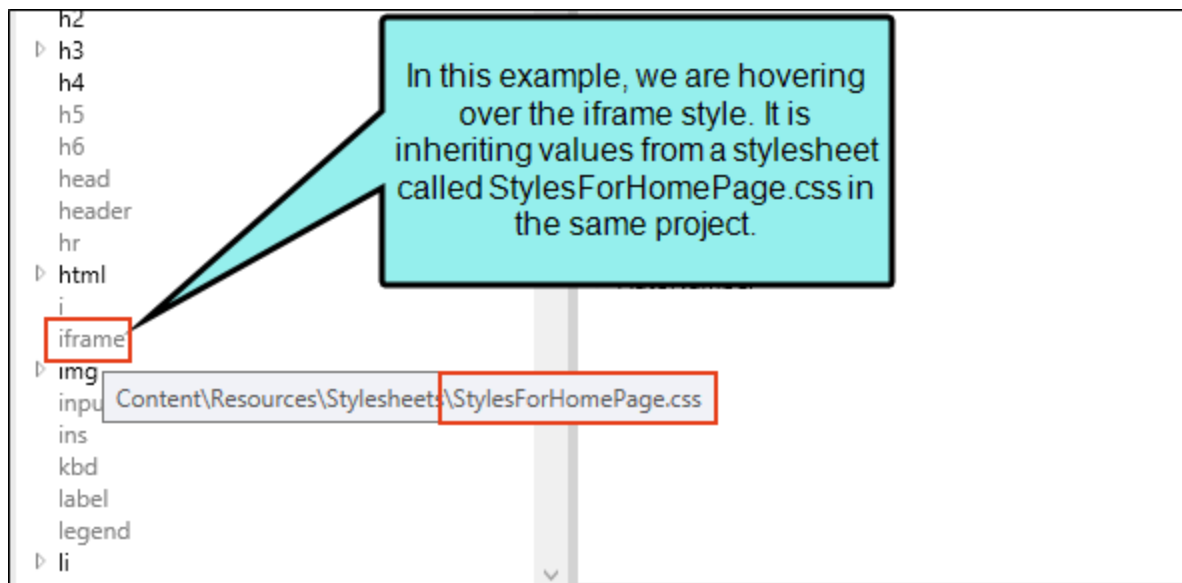 h2
h3
h4
h5
h6
head
header
hr
html
i
iframe
img
inpu
ins
kbd
label
legend
li
In this example, we are hovering
over the iframe style. It is
inheriting values from a stylesheet
called StylesForHomePage.css in
the same project.
Content\Resources\Stylesheets\StylesForHomePage.css